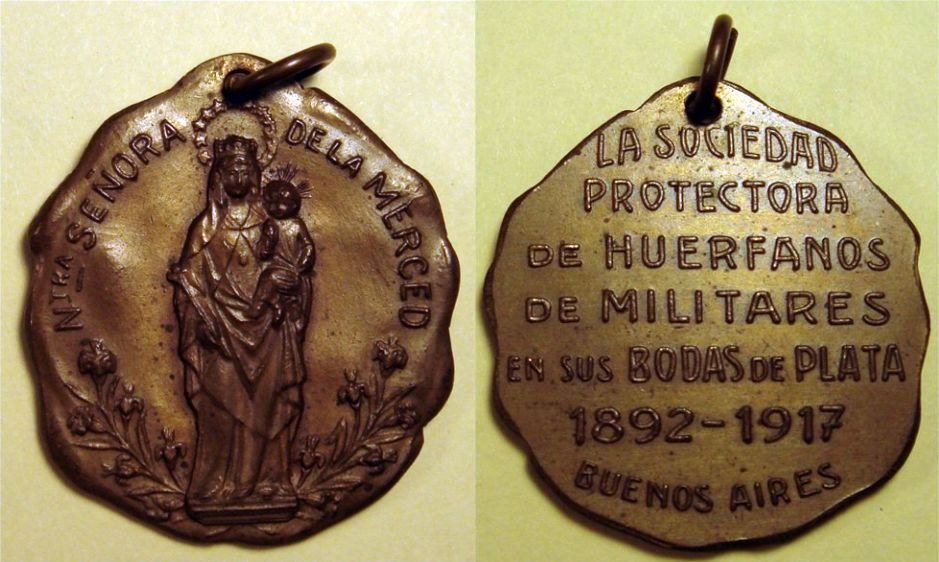 NTRA SEÑORA DE LA MERCED
LA SOCIEDAD
PROTECTORA
DE HUERFANOS
DE MILITARES
EN SUS BODAS DE PLATA
1892-1917
BUENOS AIRES